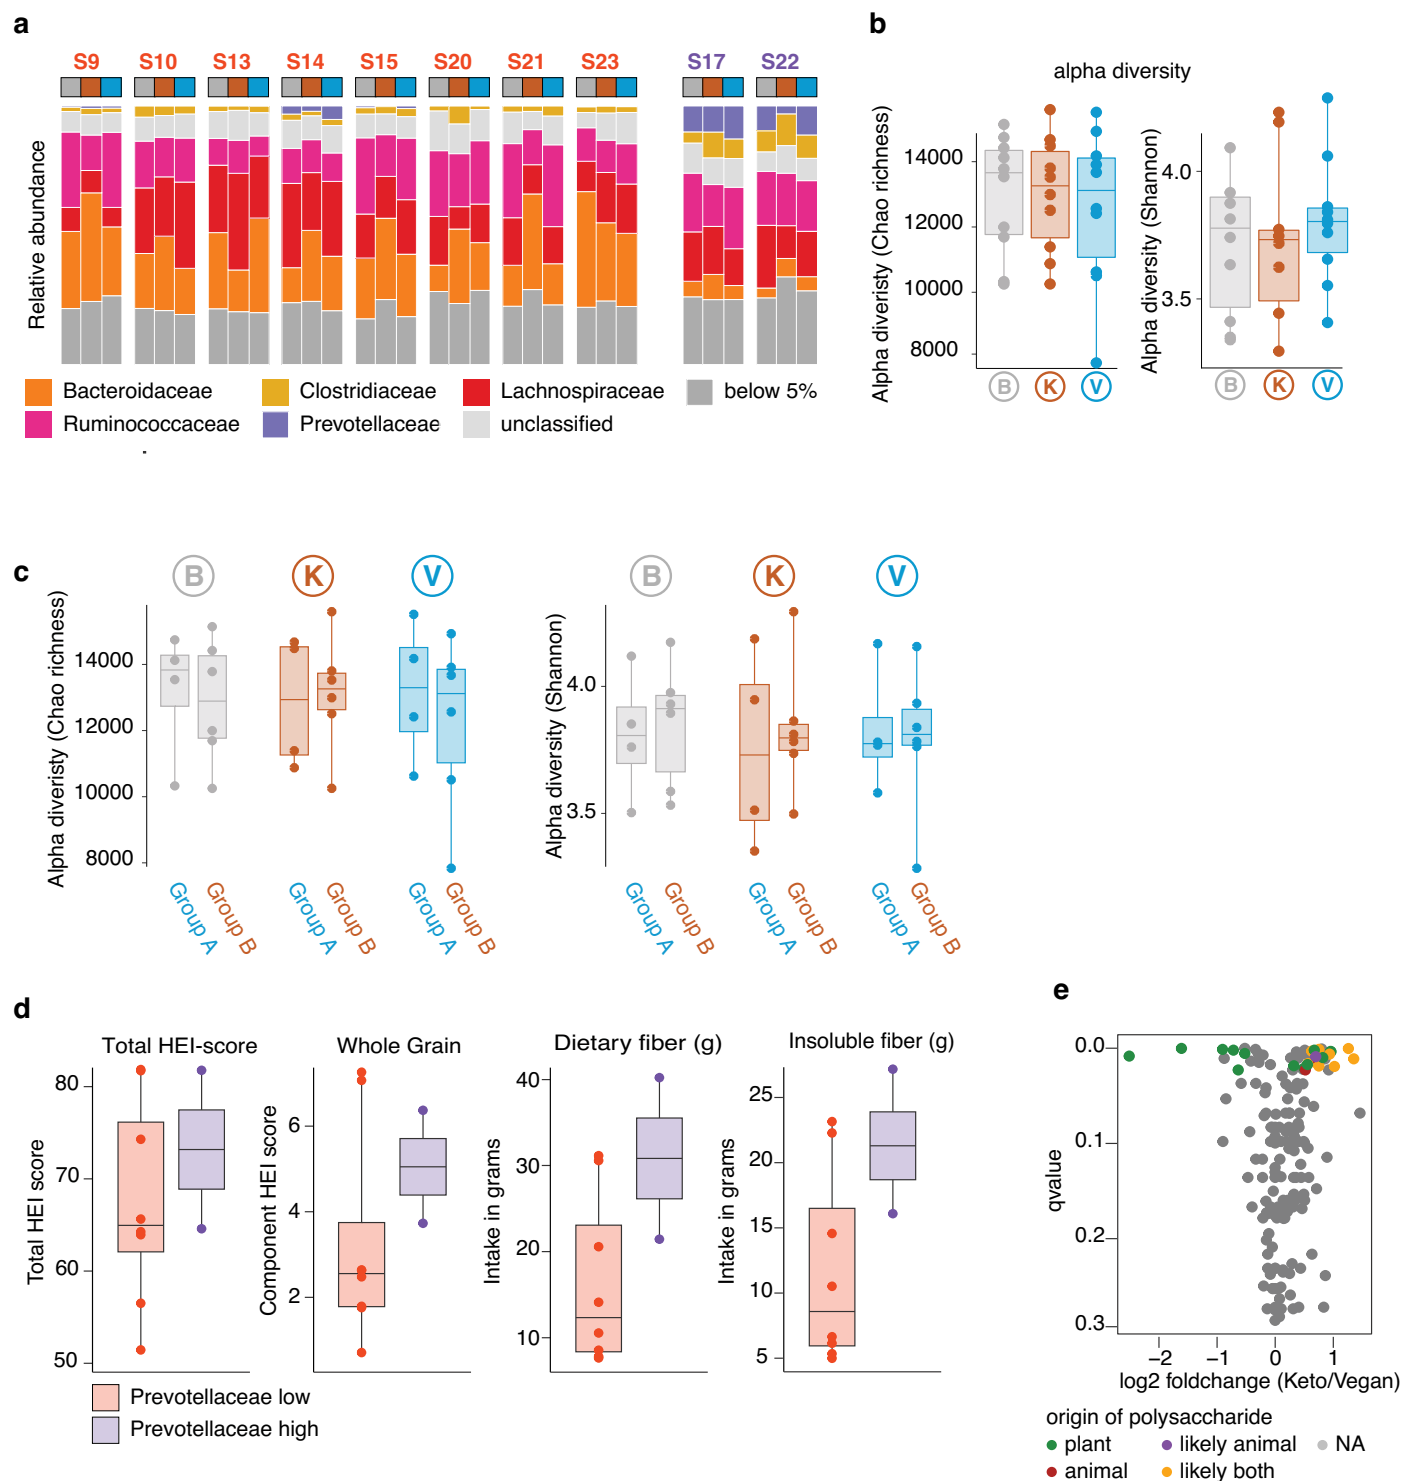 a
S9 S10 S13 S14 S15 S20 S21 S23 S17 S22
Relative abundance
Bacteroidaceae Clostridiaceae Lachnospiraceae below 5%
Ruminococcaceae Prevotellaceae unclassified
b
alpha diversity
Alpha diveristy (Chao richness)
14000
12000
10000
8000
B K V
Alpha diversity (Shannon)
4.0
3.5
B K V
c
B K V
Alpha diveristy (Chao richness)
14000
12000
10000
8000
Group A Group B Group A Group B Group A Group B
B K V
Alpha diversity (Shannon)
4.0
3.5
Group A Group B Group A Group B Group A Group B
d
Total HEI-score
Total HEI score
80
70
60
50
Whole Grain
Component HEI score
6
4
2
Dietary fiber (g)
Intake in grams
40
30
20
10
Insoluble fiber (g)
Intake in grams
25
20
15
10
5
Prevotellaceae low
Prevotellaceae high
e
qvalue
0.0
0.1
0.2
0.3
−2 −1 0 1
log2 foldchange (Keto/Vegan)
origin of polysaccharide
plant likely animal NA
animal likely both